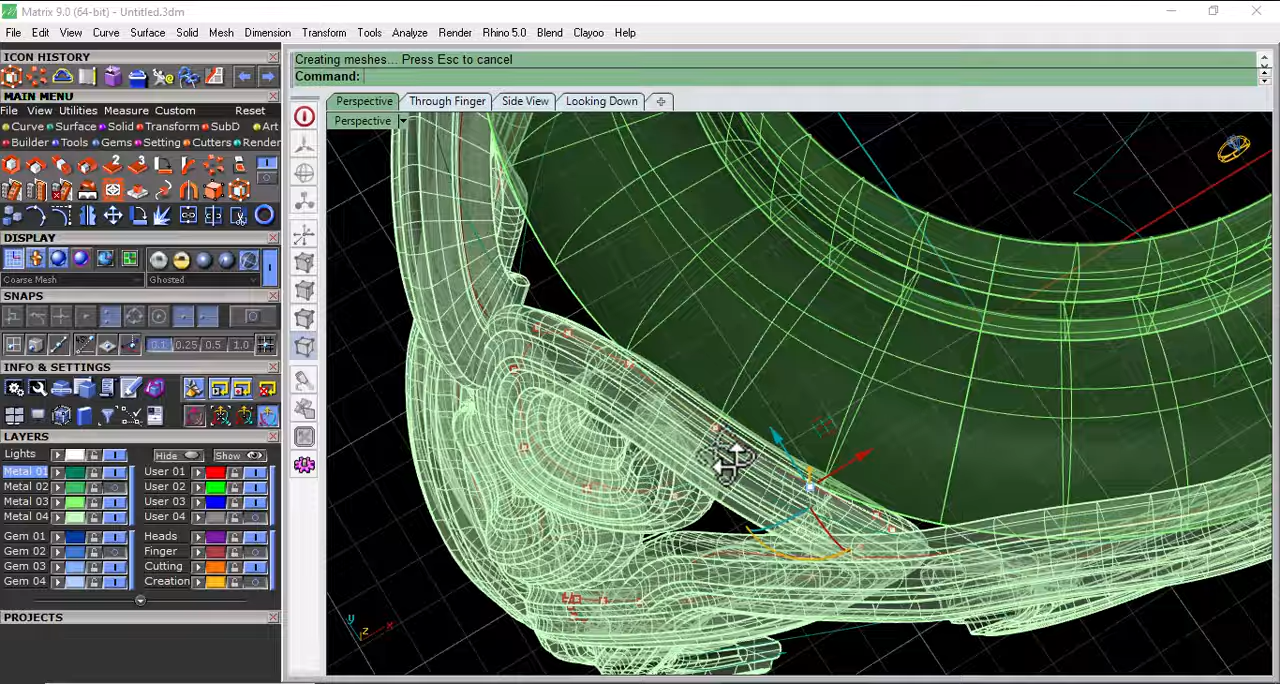 Matrix 9.0 (64-bit) - Untitled.3dm
File Edit View Curve Surface Solid Mesh Dimension Transform Tools Analyze Render Rhino 5.0 Blend Clayoo Help
ICON HISTORY
Creating meshes... Press Esc to cancel
Command:
MAIN MENU
File View Utilities Measure Custom Reset
Curve Surface Solid Transform SubD Art
Builder Tools Gems Setting Cutters Render
Perspective Through Finger Side View Looking Down
Perspective
DISPLAY
Coarse Mesh Ghosted
SNAPS
0.1 0.25 0.5 1.0
INFO & SETTINGS
LAYERS
Lights Hide Show
Metal 01 User 01
Metal 02 User 02
Metal 03 User 03
Metal 04 User 04
Gem 01 Heads
Gem 02 Finger
Gem 03 Cutting
Gem 04 Creation
PROJECTS
y
z
x